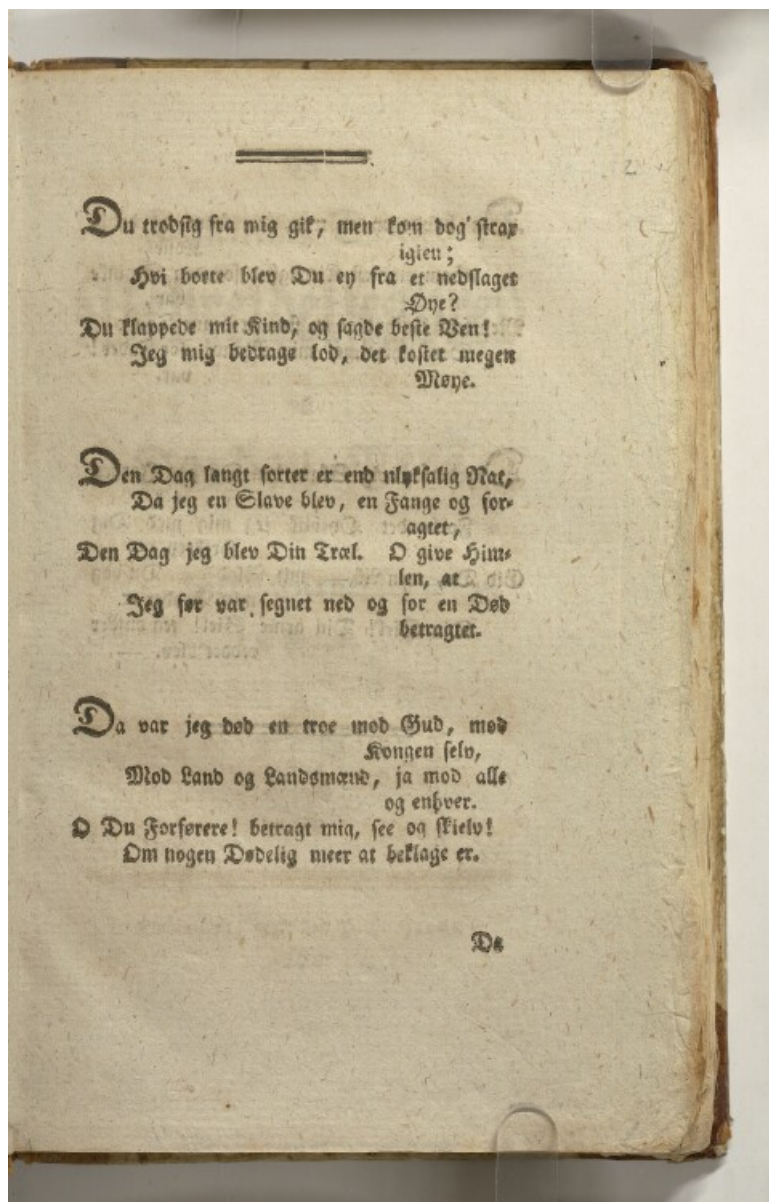 2
Du trodsig fra mig gik, men kom dog strax
igien;
Hvi borte blev Du ey fra et nedslaget
Øye?
Du klappede mit Kind, og sagde beste Ven!
Jeg mig bedrage lod, det kostet megen
Møye.
Den Dag langt sorter er end ulyksalig Nat,
Da jeg en Slave blev, en Fange og for-
agtet,
Den Dag jeg blev Din Træl. O give Him-
len, at
Jeg før var segnet ned og for en Død
betragtet.
Da var jeg død en troe mod Gud, mod
Kongen selv,
Mod Land og Landsmænd, ja mod alle
og enhver.
O Du Forførere! betragt mig, see og skielv!
Om nogen Dødelig meer at beklage er.
De